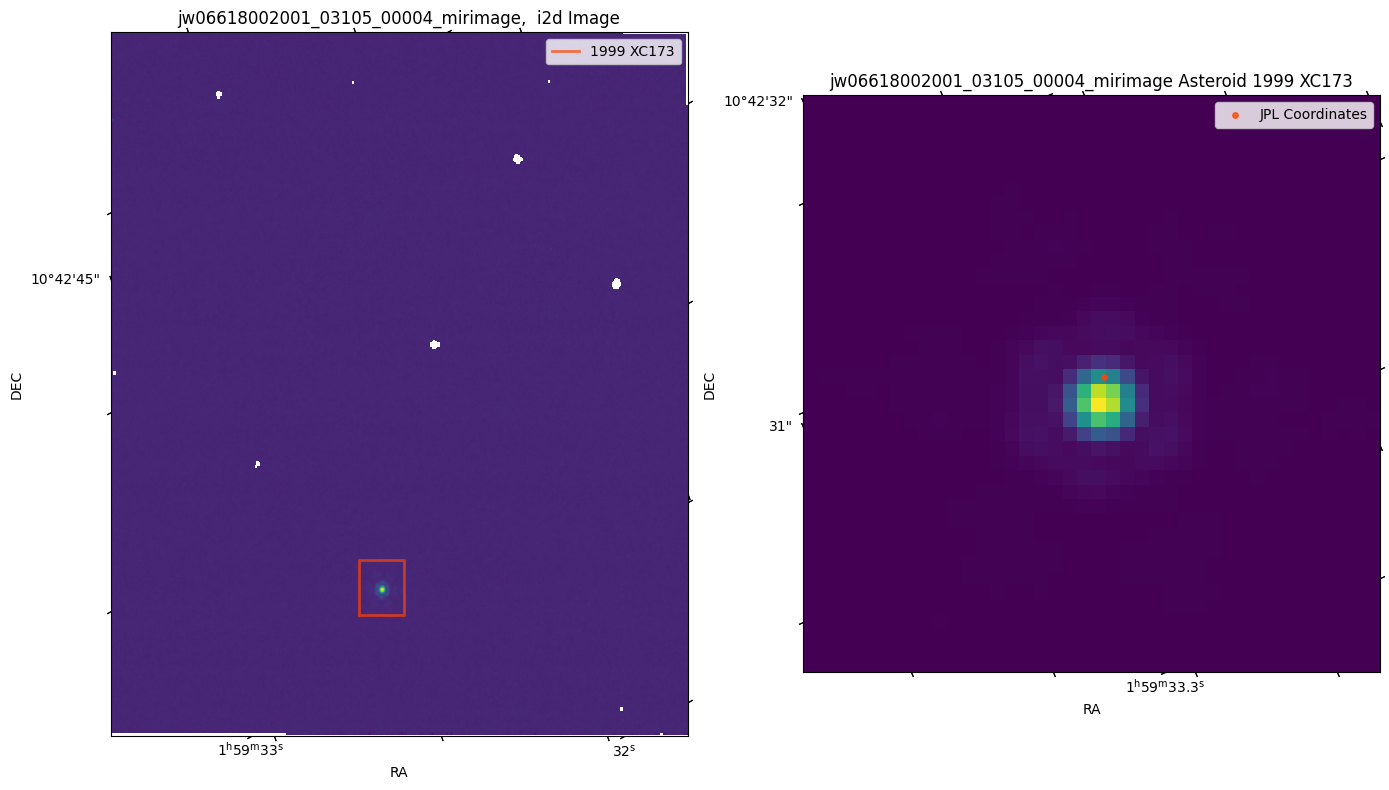 jw06618002001_03105_00004_mirimage,  i2d Image
1999 XC173
10°42'45"
DEC
1ʰ59ᵐ33ˢ
32ˢ
RA
jw06618002001_03105_00004_mirimage Asteroid 1999 XC173
JPL Coordinates
10°42'32"
31"
DEC
1ʰ59ᵐ33.3ˢ
RA